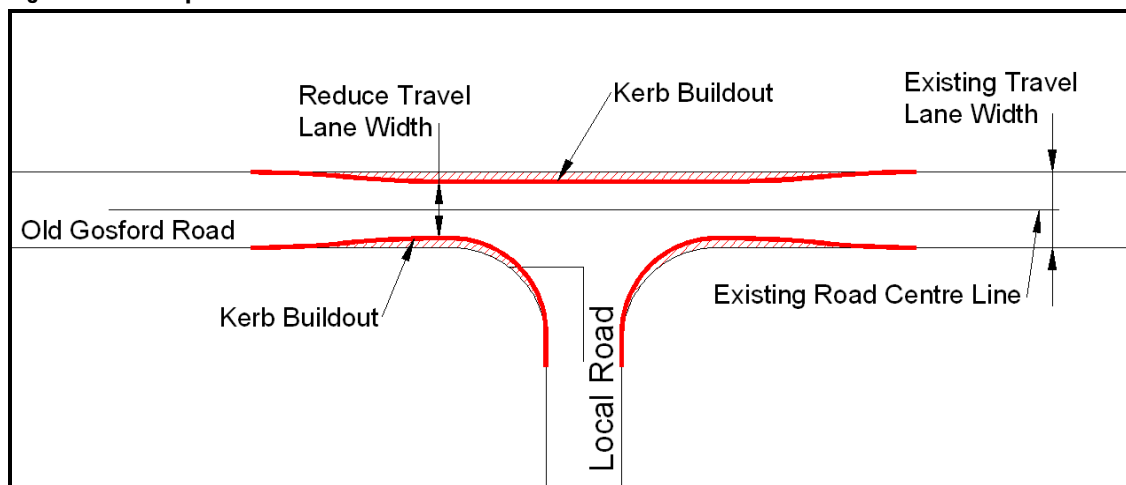 Reduce Travel
Lane Width
Kerb Buildout
Existing Travel
Lane Width
Old Gosford Road
Kerb Buildout
Existing Road Centre Line
Local Road